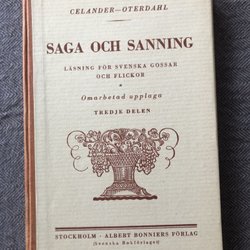 CELANDER—OTERDAHL
SAGA OCH SANNING
LÄSNING FÖR SVENSKA GOSSAR
OCH FLICKOR
Omarbetad upplaga
TREDJE DELEN
STOCKHOLM · ALBERT BONNIERS FÖRLAG
(Svenska Bokförlaget)